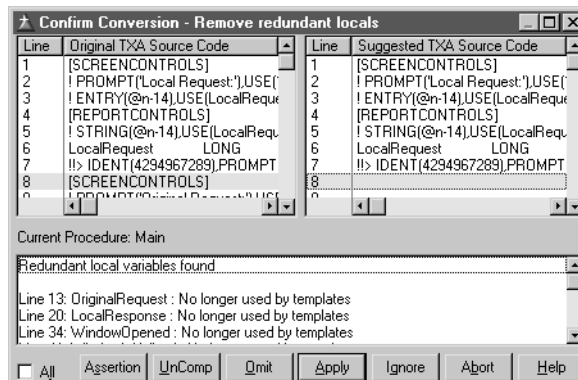 Confirm Conversion - Remove redundant locals
Line Original TXA Source Code
1 [SCREENCONTROLS]
2 ! PROMPT('Local Request:'),USE(
3 ! ENTRY(@n-14),USE(LocalReque
4 [REPORTCONTROLS]
5 ! STRING(@n-14),USE(LocalRequ
6 LocalRequest LONG
7 !!> IDENT(4294967289),PROMPT
8 [SCREENCONTROLS]
Line Suggested TXA Source Code
1 [SCREENCONTROLS]
2 ! PROMPT('Local Request:'),USE(
3 ! ENTRY(@n-14),USE(LocalReque
4 [REPORTCONTROLS]
5 ! STRING(@n-14),USE(LocalRequ
6 LocalRequest LONG
7 !!> IDENT(4294967289),PROMPT
8
Current Procedure: Main
Redundant local variables found
Line 13: OriginalRequest : No longer used by templates
Line 20: LocalResponse : No longer used by templates
Line 34: WindowOpened : No longer used by templates
All Assertion UnComp Omit Apply Ignore Abort Help